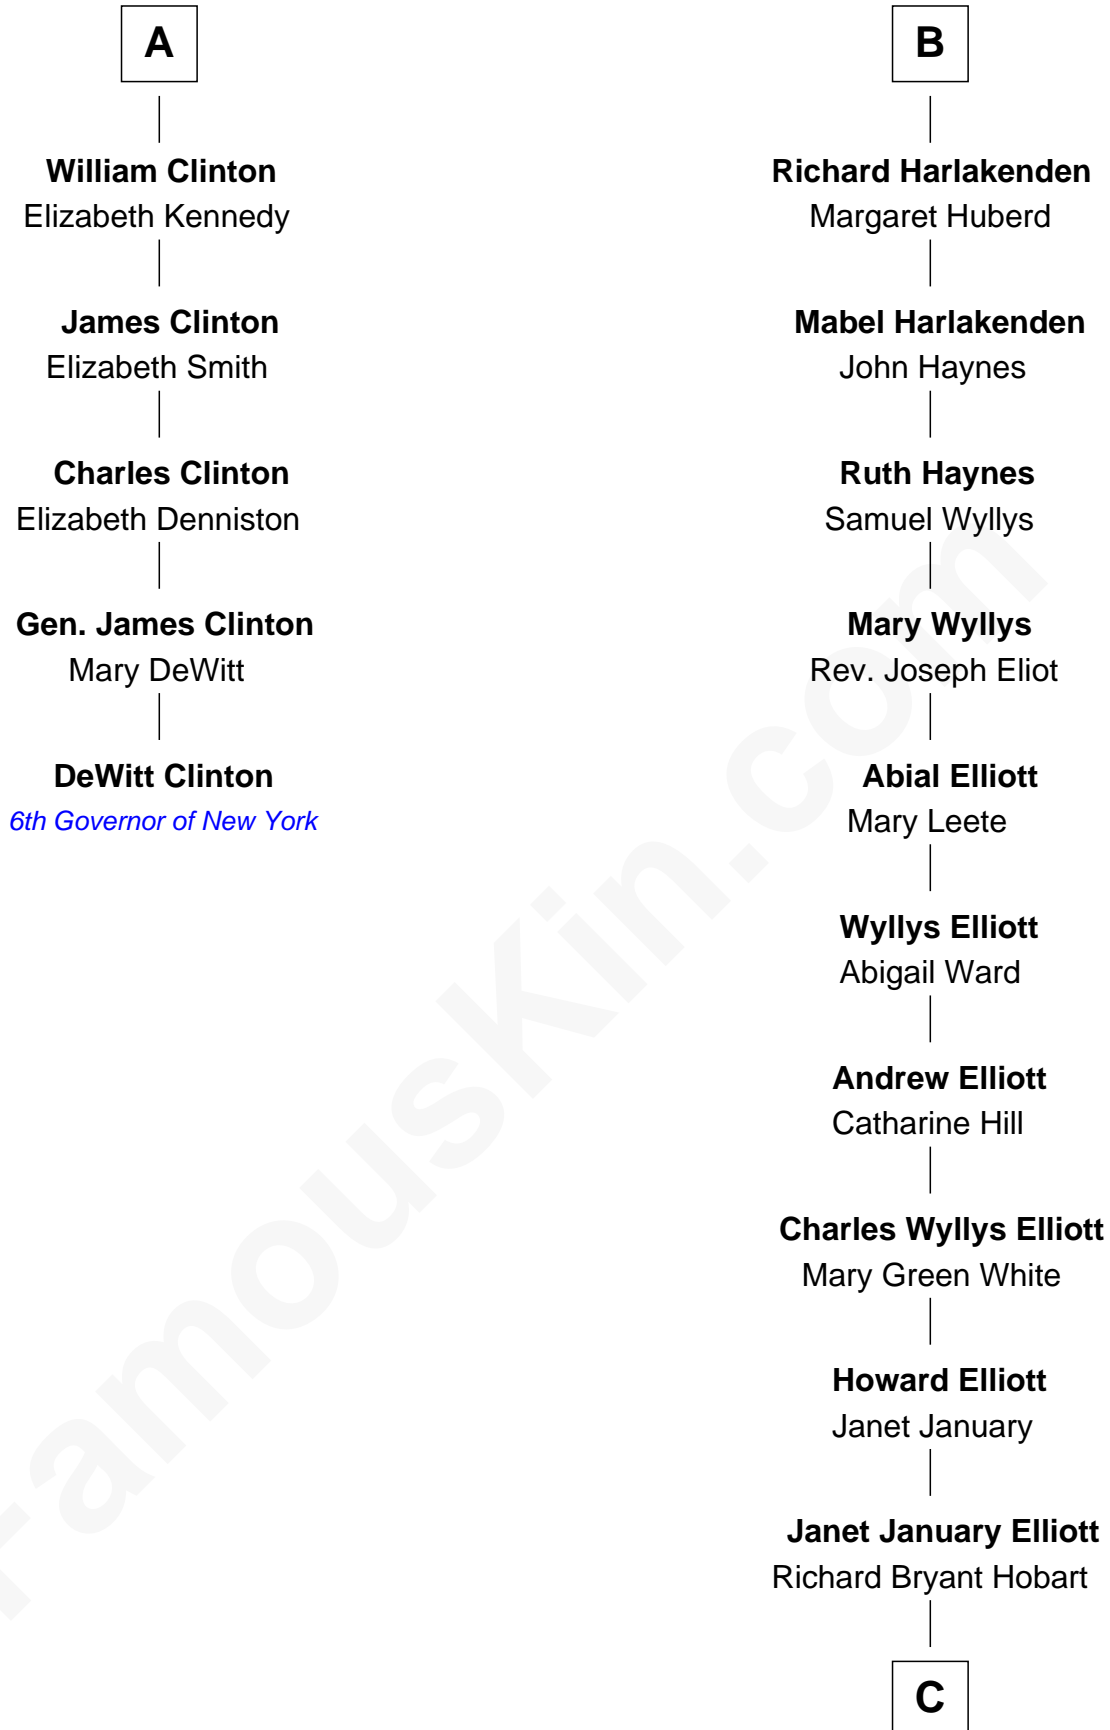 A
William Clinton
Elizabeth Kennedy
James Clinton
Elizabeth Smith
Charles Clinton
Elizabeth Denniston
Gen. James Clinton
Mary DeWitt
DeWitt Clinton
6th Governor of New York
B
Richard Harlakenden
Margaret Huberd
Mabel Harlakenden
John Haynes
Ruth Haynes
Samuel Wyllys
Mary Wyllys
Rev. Joseph Eliot
Abial Elliott
Mary Leete
Wyllys Elliott
Abigail Ward
Andrew Elliott
Catharine Hill
Charles Wyllys Elliott
Mary Green White
Howard Elliott
Janet January
Janet January Elliott
Richard Bryant Hobart
C
FamousKin.com